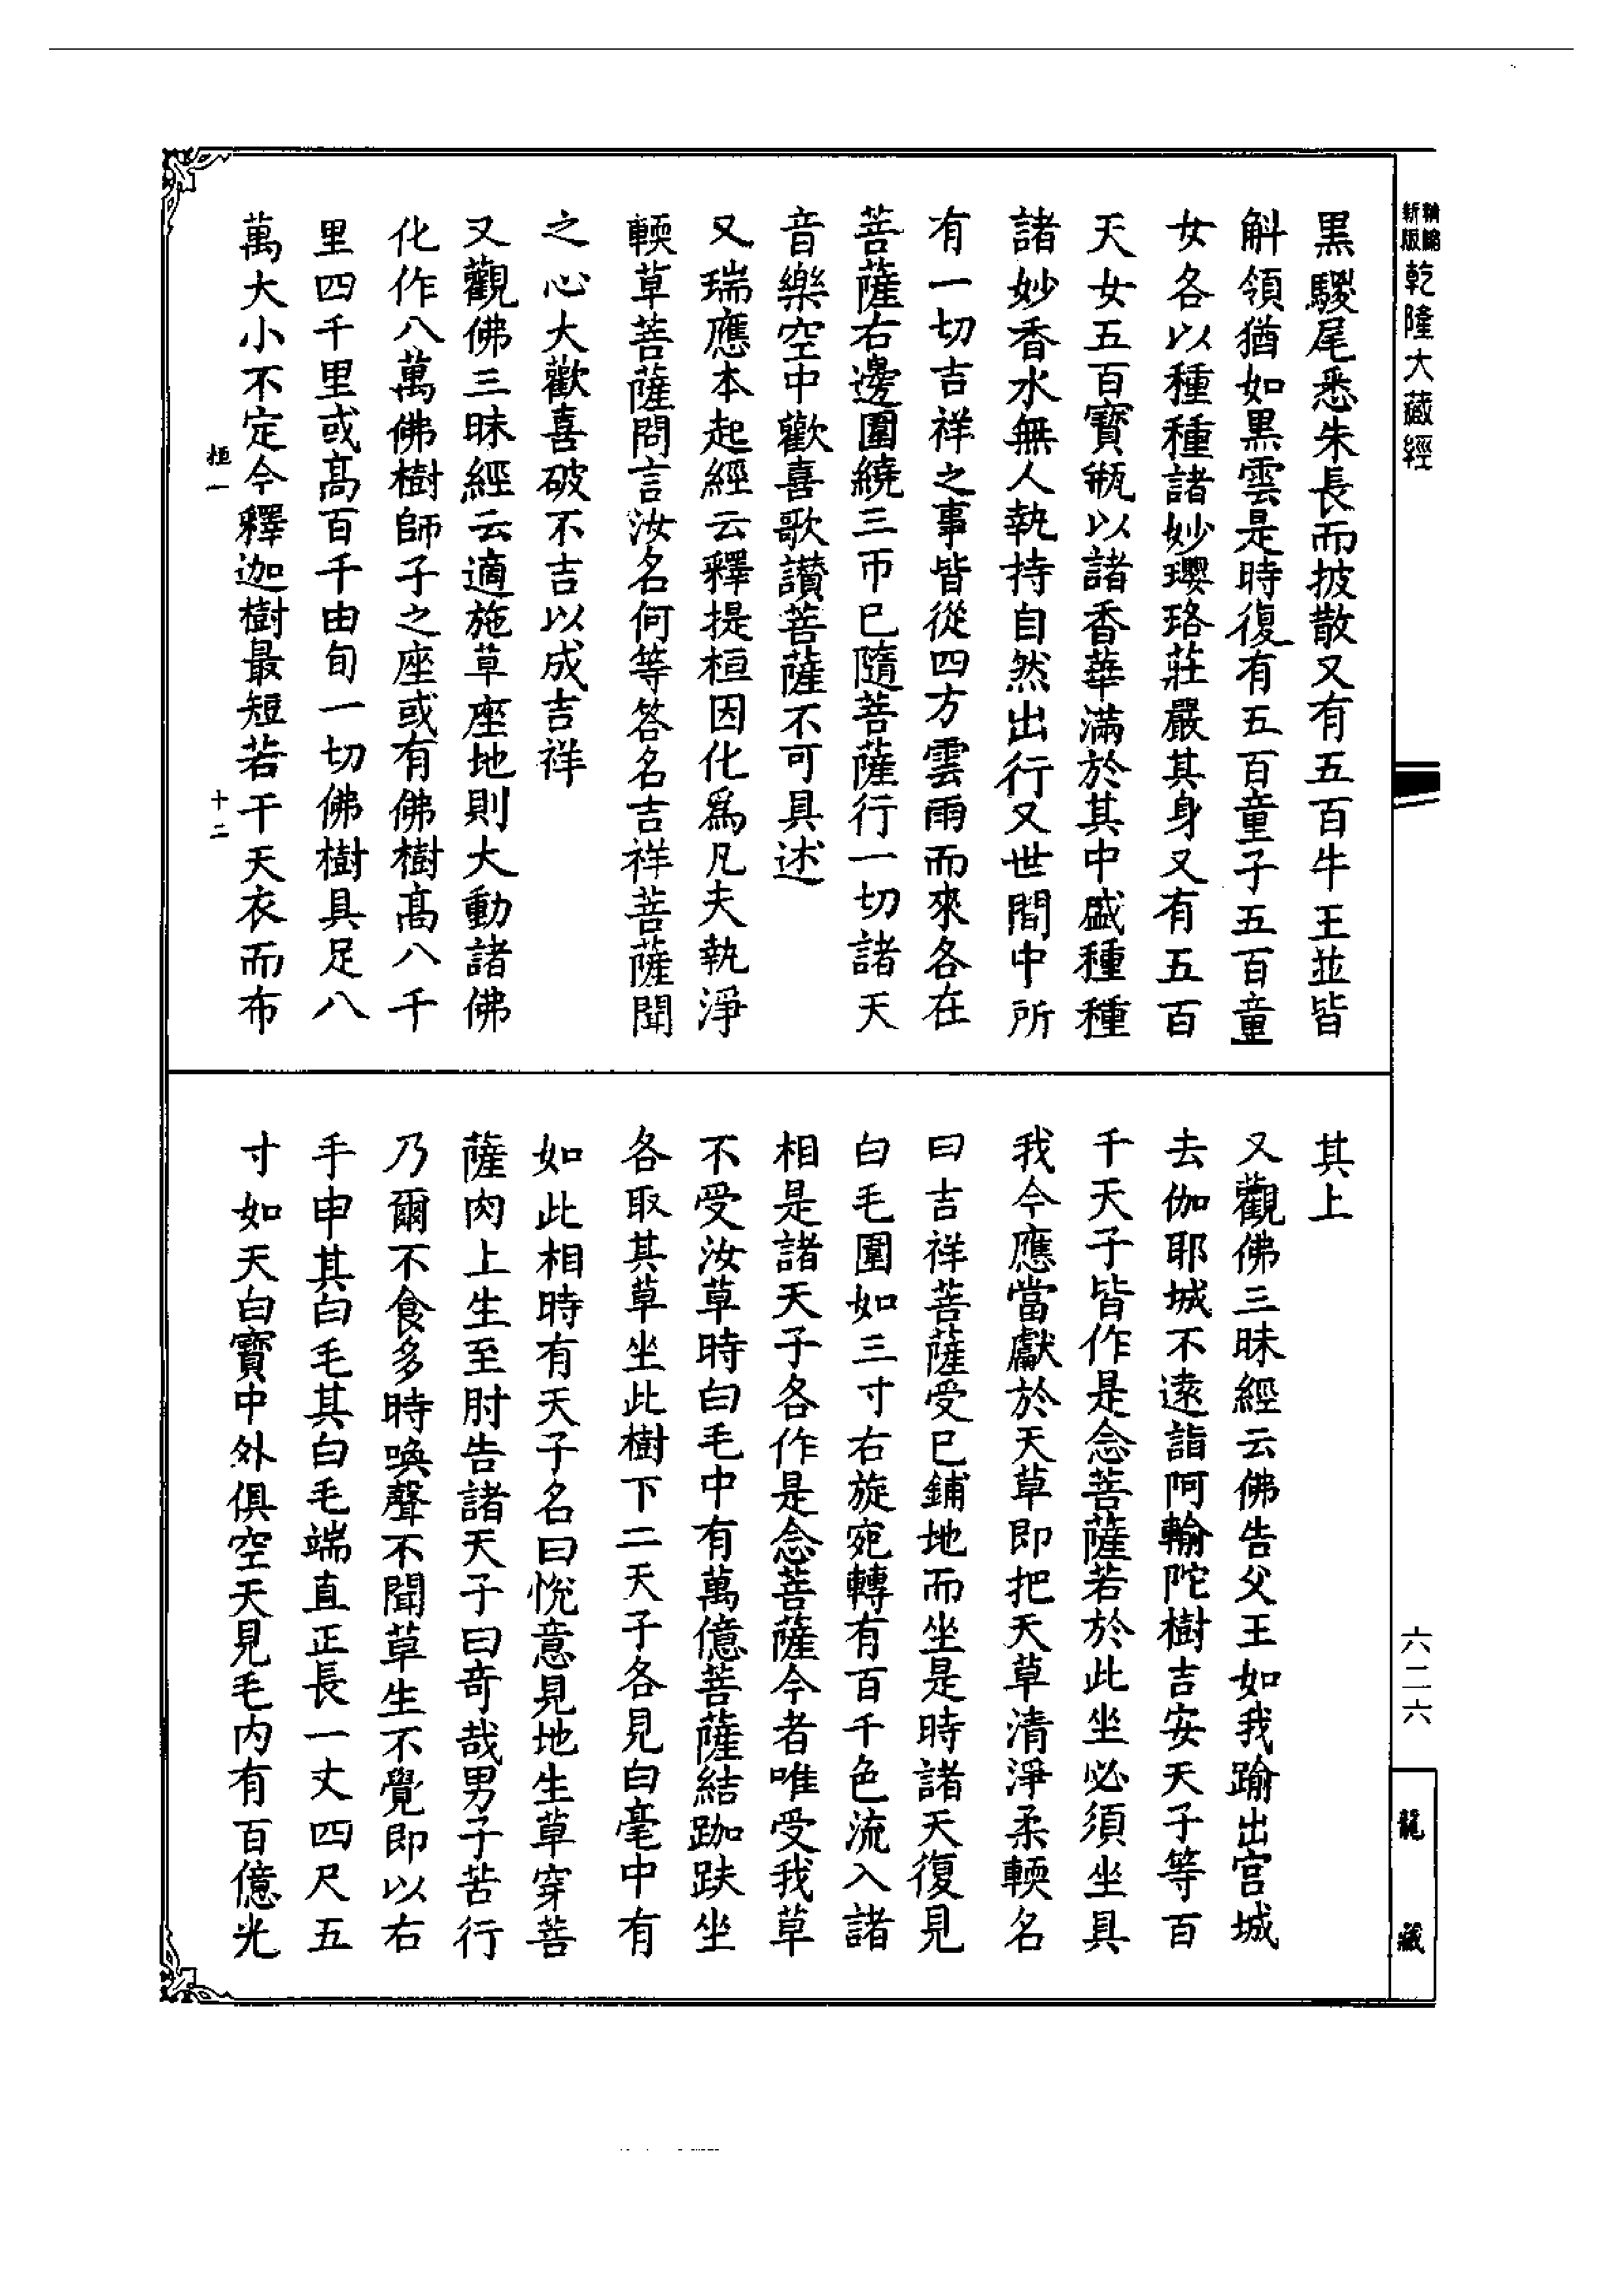 新版
乾隆大藏經
黑騣尾悉朱長而披散又有五百牛王並皆
斛領猶如黑雲是時復有五百童子五百童
女各以種種諸妙瓔珞莊嚴其身又有五百
天女五百寶瓶以諸香華滿於其中盛種種
諸妙香水無人執持自然出行又世間中所
有一切吉祥之事皆從四方雲雨而來各在
菩薩右邊圍繞三帀已隨菩薩行一切諸天
音樂空中歡喜歌讚菩薩不可具述
又瑞應本起經云釋提桓因化爲凡夫執淨
輭草菩薩問言汝名何等答名吉祥菩薩聞
之心大歡喜破不吉以成吉祥
又觀佛三昧經云適施草座地則大動諸佛
化作八萬佛樹師子之座或有佛樹高八千
里四千里或高百千由旬一切佛樹具足八
萬大小不定今釋迦樹最短若干天衣而布
桓一
十二
其上
又觀佛三昧經云佛告父王如我踰出宮城
去伽耶城不遠詣阿輸陀樹吉安天子等百
千天子皆作是念菩薩若於此坐必須坐具
我今應當獻於天草即把天草清淨柔輭名
曰吉祥菩薩受已鋪地而坐是時諸天復見
白毛圍如三寸右旋宛轉有百千色流入諸
相是諸天子各作是念菩薩今者唯受我草
不受汝草時白毛中有萬億菩薩結跏趺坐
各取其草坐此樹下二天子各見白毫中有
如此相時有天子名曰悅意見地生草穿菩
薩肉上生至肘告諸天子曰奇哉男子苦行
乃爾不食多時喚聲不聞草生不覺即以右
手申其白毛其白毛端直正長一丈四尺五
寸如天白寶中外俱空天見毛內有百億光
六二六
龍藏